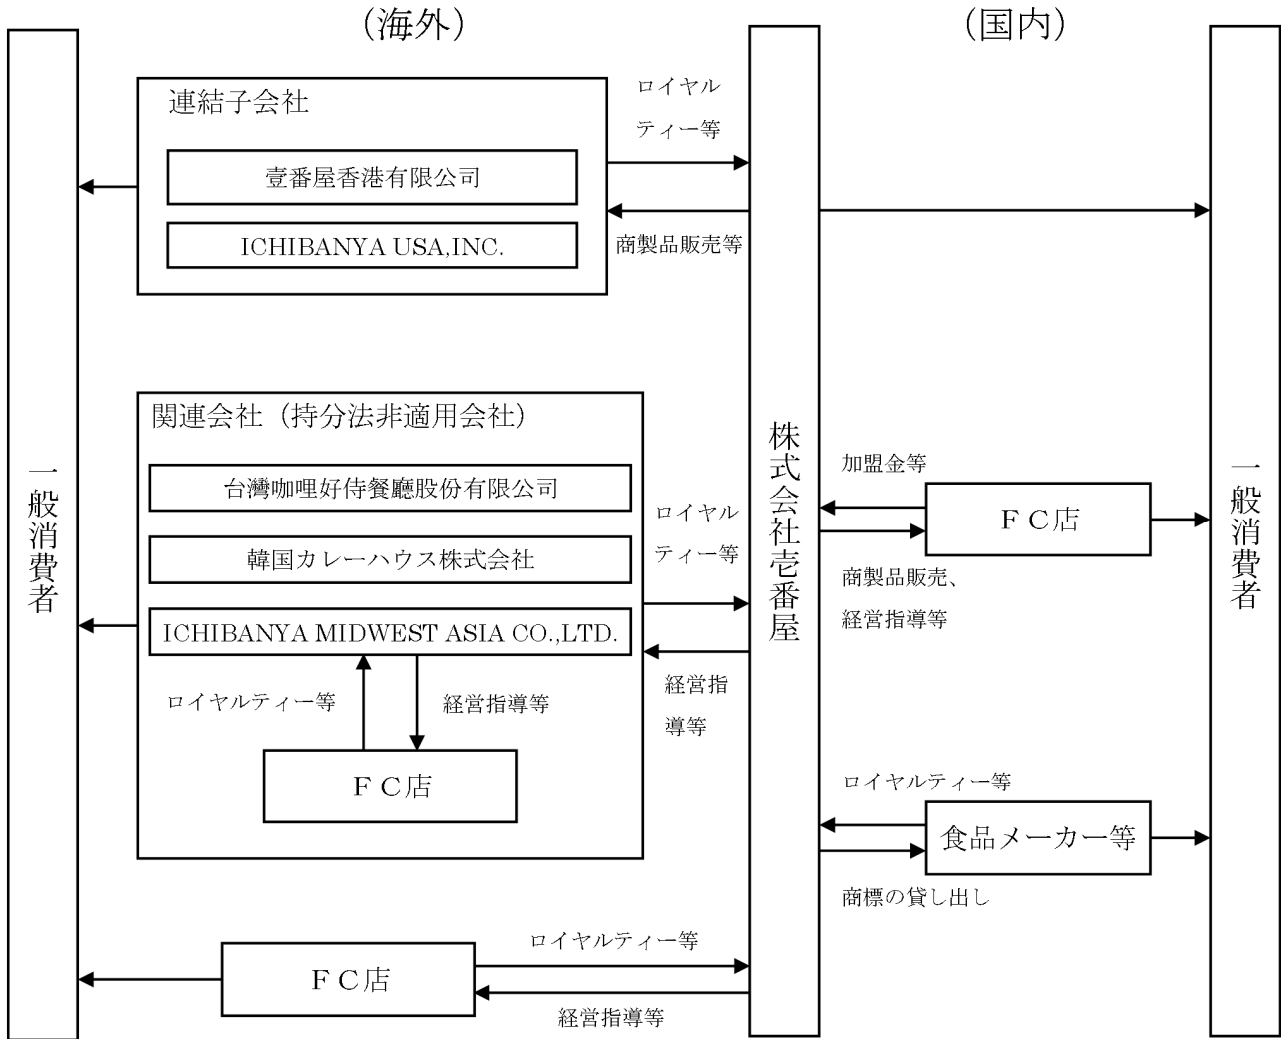 (海外)
(国内)
連結子会社
壹番屋香港有限公司
ICHIBANYA USA,INC.
ロイヤル
ティー等
商製品販売等
関連会社（持分法非適用会社）
台灣咖哩好侍餐廳股份有限公司
韓国カレーハウス株式会社
ICHIBANYA MIDWEST ASIA CO.,LTD.
ロイヤルティー等
経営指導等
ＦＣ店
ロイヤル
ティー等
経営指
導等
ＦＣ店
ロイヤルティー等
経営指導等
一般消費者
株式会社壱番屋
加盟金等
ＦＣ店
商製品販売、
経営指導等
ロイヤルティー等
食品メーカー等
商標の貸し出し
一般消費者